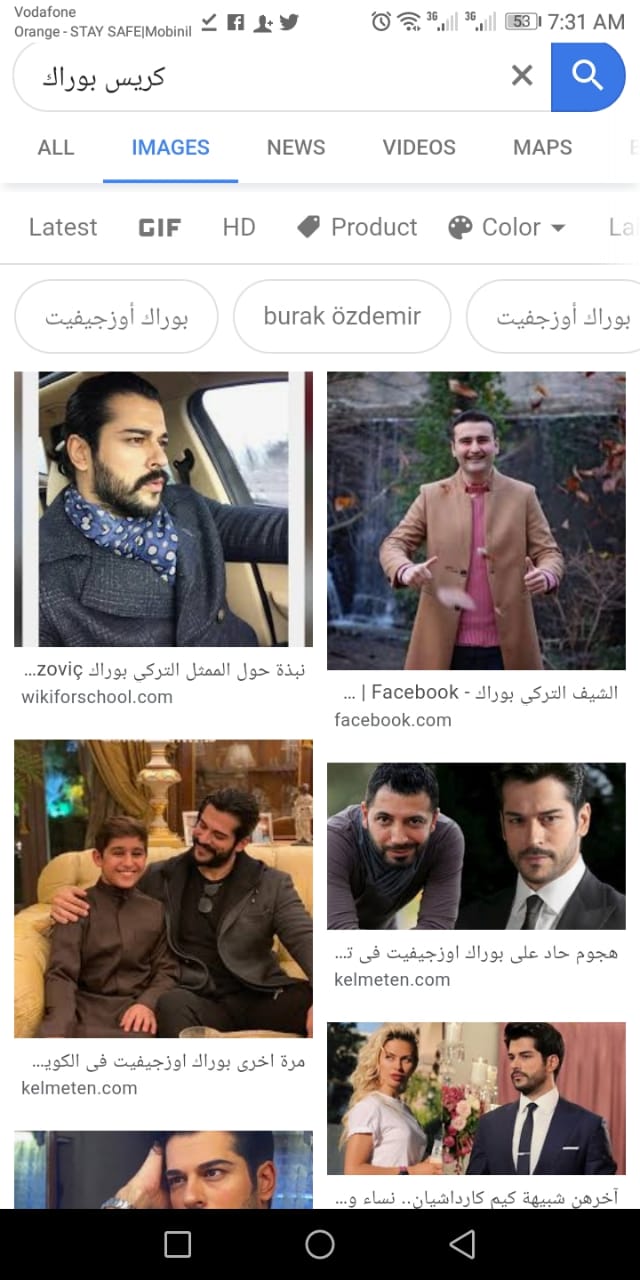 Vodafone
Orange - STAY SAFE|Mobinil
3G
3G
53
7:31 AM
كريس بوراك
ALL IMAGES NEWS VIDEOS MAPS
Latest GIF HD Product Color La
بوراك أوزجيفيت
burak özdemir
بوراك أوزجفيت
نبذة حول الممثل التركي بوراك zoviç...
wikiforschool.com
الشيف التركي بوراك - Facebook | ...
facebook.com
هجوم حاد على بوراك اوزجيفيت فى ت...
kelmeten.com
مرة اخرى بوراك اوزجيفيت فى الكوي...
kelmeten.com
آخرهن شبيهة كيم كارداشيان.. نساء و...